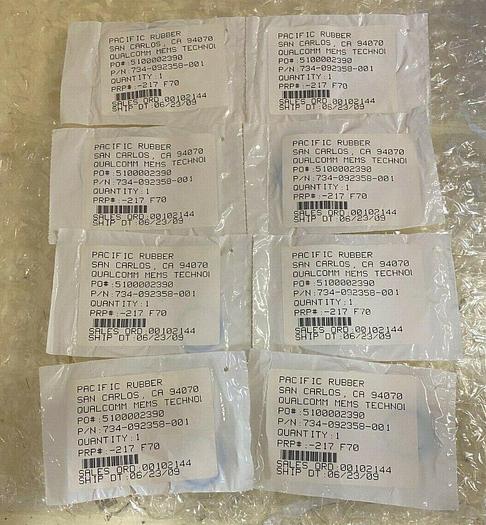 PACIFIC RUBBER
SAN CARLOS, CA 94070
QUALCOMM MEMS TECHNOI
PO#:5100002390
P/N:734-092358-001
QUANTITY:1
PRP#:-217 F70
SALES ORD:00102144
SHIP DT:06/23/09
PACIFIC RUBBER
SAN CARLOS, CA 94070
QUALCOMM MEMS TECHNOI
PO#:5100002390
P/N:734-092358-001
QUANTITY:1
PRP#:-217 F70
SALES ORD:00102144
SHIP DT:06/23/09
PACIFIC RUBBER
SAN CARLOS, CA 94070
QUALCOMM MEMS TECHNOI
PO#:5100002390
P/N:734-092358-001
QUANTITY:1
PRP#:-217 F70
SALES ORD:00102144
SHIP DT:06/23/09
PACIFIC RUBBER
SAN CARLOS, CA 94070
QUALCOMM MEMS TECHNOI
PO#:5100002390
P/N:734-092358-001
QUANTITY:1
PRP#:-217 F70
SALES ORD:00102144
SHIP DT:06/23/09
PACIFIC RUBBER
SAN CARLOS, CA 94070
QUALCOMM MEMS TECHNOI
PO#:5100002390
P/N:734-092358-001
QUANTITY:1
PRP#:-217 F70
SALES ORD:00102144
SHIP DT:06/23/09
PACIFIC RUBBER
SAN CARLOS, CA 94070
QUALCOMM MEMS TECHNOI
PO#:5100002390
P/N:734-092358-001
QUANTITY:1
PRP#:-217 F70
SALES ORD:00102144
SHIP DT:06/23/09
PACIFIC RUBBER
SAN CARLOS, CA 94070
QUALCOMM MEMS TECHNOI
PO#:5100002390
P/N:734-092358-001
QUANTITY:1
PRP#:-217 F70
SALES ORD:00102144
SHIP DT:06/23/09
PACIFIC RUBBER
SAN CARLOS, CA 94070
QUALCOMM MEMS TECHNOI
PO#:5100002390
P/N:734-092358-001
QUANTITY:1
PRP#:-217 F70
SALES ORD:00102144
SHIP DT:06/23/09